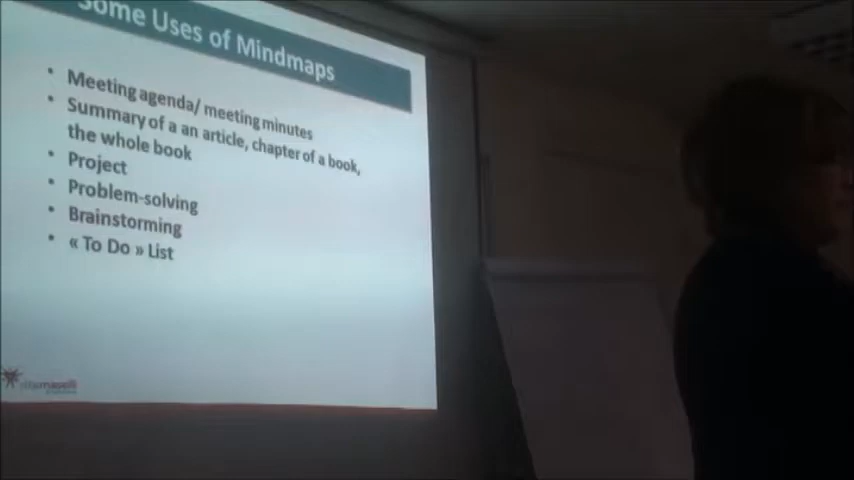 Some Uses of Mindmaps
• Meeting agenda/ meeting minutes
• Summary of a an article, chapter of a book,
the whole book
• Project
• Problem-solving
• Brainstorming
• « To Do » List